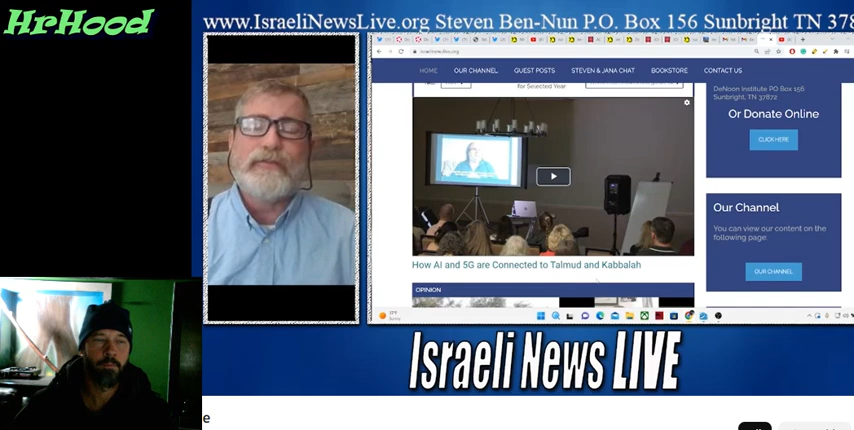 HrHood
www.IsraeliNewsLive.org Steven Ben-Nun P.O. Box 156 Sunbright TN 378
HOME OUR CHANNEL GUEST POSTS STEVEN & JANA CHAT BOOKSTORE CONTACT US
for Selected Year
DeNoon Institute PO Box 156
Sunbright, TN 37872
Or Donate Online
CLICK HERE
How AI and 5G are Connected to Talmud and Kabbalah
OPINION
Our Channel
You can view our content on the
following page.
OUR CHANNEL
Sunny
Israeli News LIVE
e